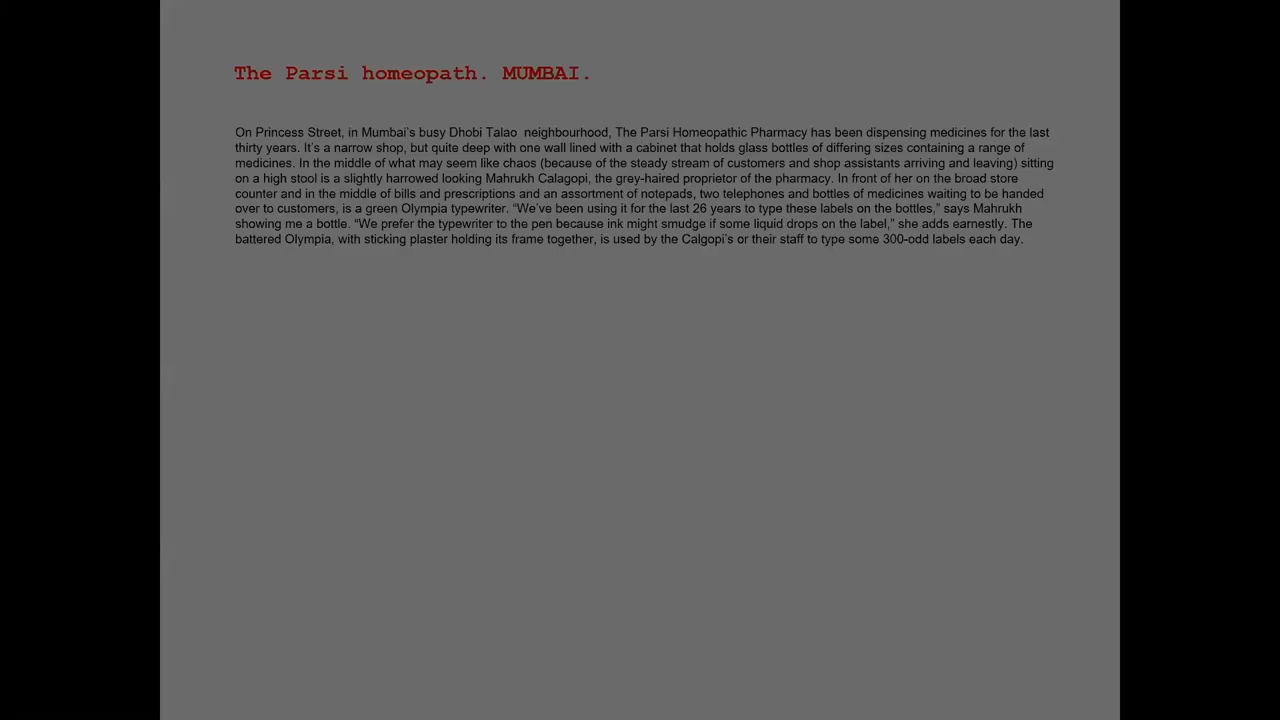 The Parsi homeopath. MUMBAI.
On Princess Street, in Mumbai's busy Dhobi Talao  neighbourhood, The Parsi Homeopathic Pharmacy has been dispensing medicines for the last
thirty years. It's a narrow shop, but quite deep with one wall lined with a cabinet that holds glass bottles of differing sizes containing a range of
medicines. In the middle of what may seem like chaos (because of the steady stream of customers and shop assistants arriving and leaving) sitting
on a high stool is a slightly harrowed looking Mahrukh Calagopi, the grey-haired proprietor of the pharmacy. In front of her on the broad store
counter and in the middle of bills and prescriptions and an assortment of notepads, two telephones and bottles of medicines waiting to be handed
over to customers, is a green Olympia typewriter. “We've been using it for the last 26 years to type these labels on the bottles,” says Mahrukh
showing me a bottle. “We prefer the typewriter to the pen because ink might smudge if some liquid drops on the label,” she adds earnestly. The
battered Olympia, with sticking plaster holding its frame together, is used by the Calgopi's or their staff to type some 300-odd labels each day.